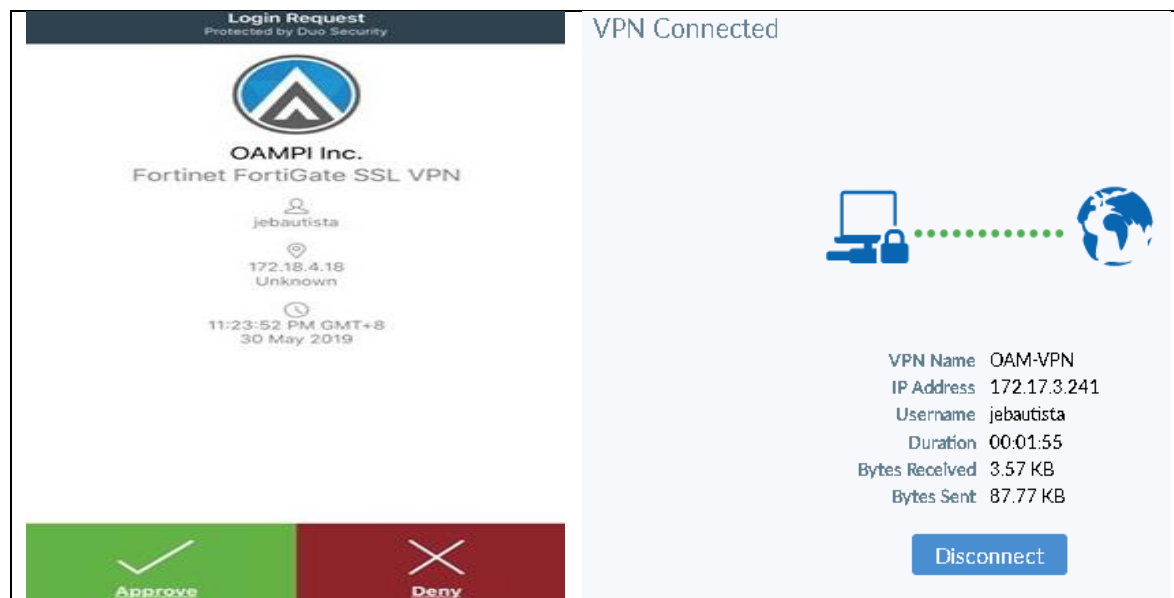 Login Request
Protected by Duo Security
OAMPI Inc.
Fortinet FortiGate SSL VPN
jebautista
172.18.4.18
Unknown
11:23:52 PM GMT+8
30 May 2019
Approve
Deny
VPN Connected
VPN Name OAM-VPN
IP Address 172.17.3.241
Username jebautista
Duration 00:01:55
Bytes Received 3.57 KB
Bytes Sent 87.77 KB
Disconnect